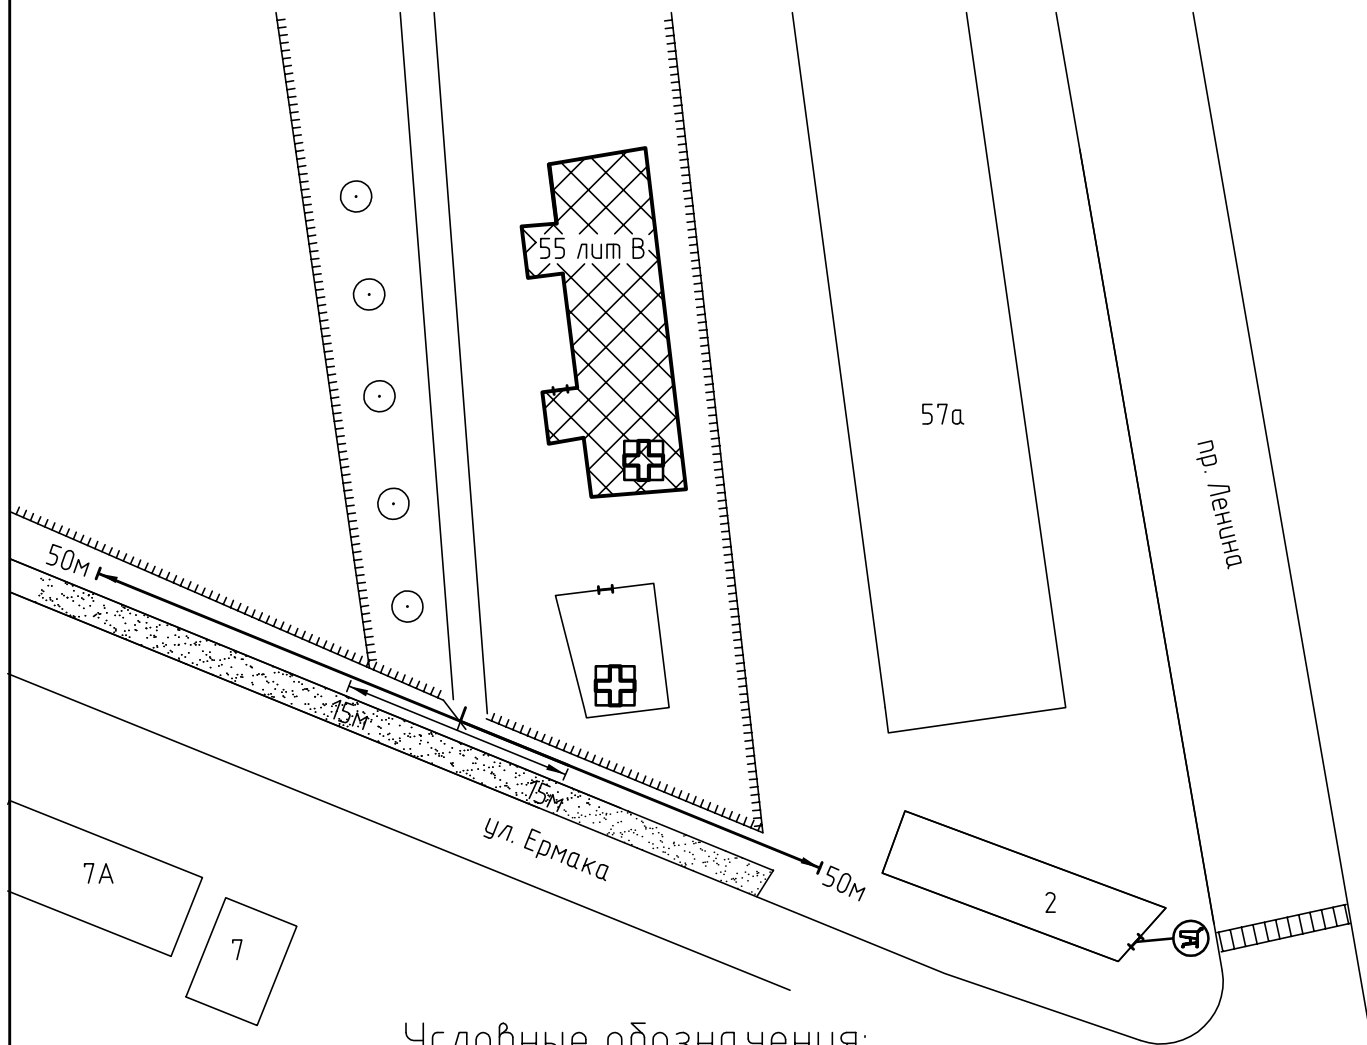 55 лит В
57а
пр. Ленина
50м
15м
15м
ул. Ермака
50м
7А
7
2
Условные обозначения: